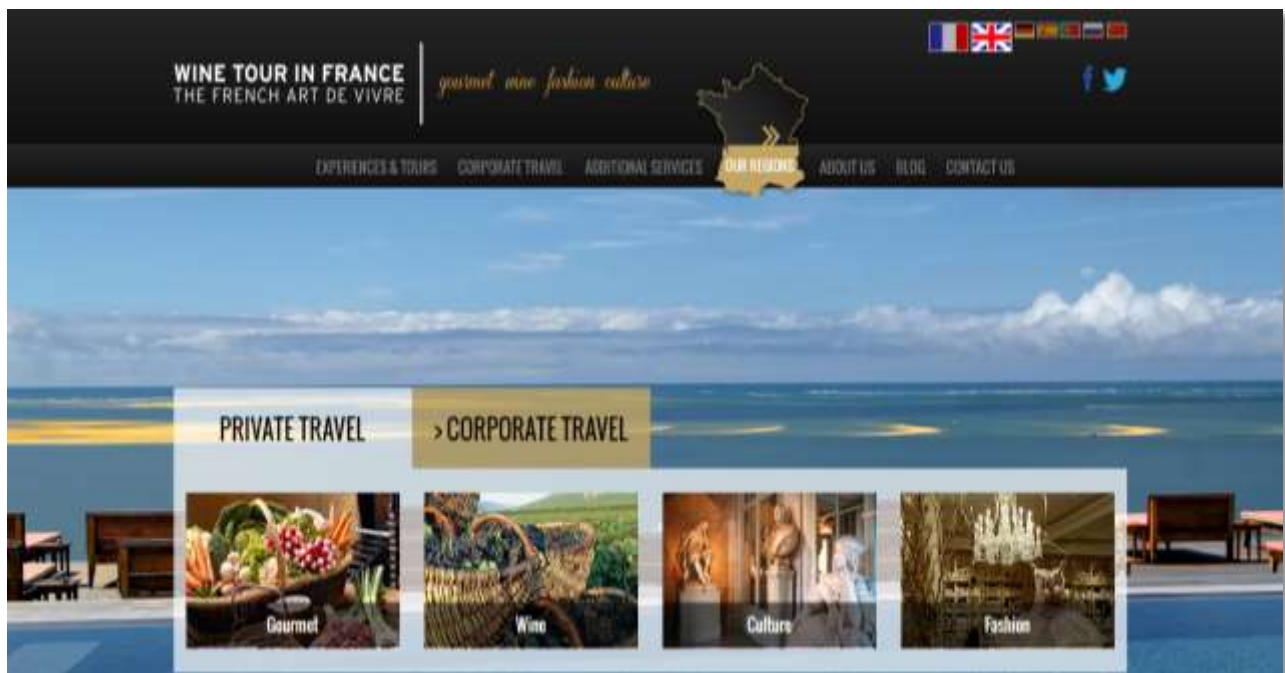 WINE TOUR IN FRANCE
THE FRENCH ART DE VIVRE
gourmet wine fashion culture
EXPERIENCES & TOURS CORPORATE TRAVEL ADDITIONAL SERVICES OUR REGIONS ABOUT US BLOG CONTACT US
PRIVATE TRAVEL › CORPORATE TRAVEL
Gourmet Wine Culture Fashion